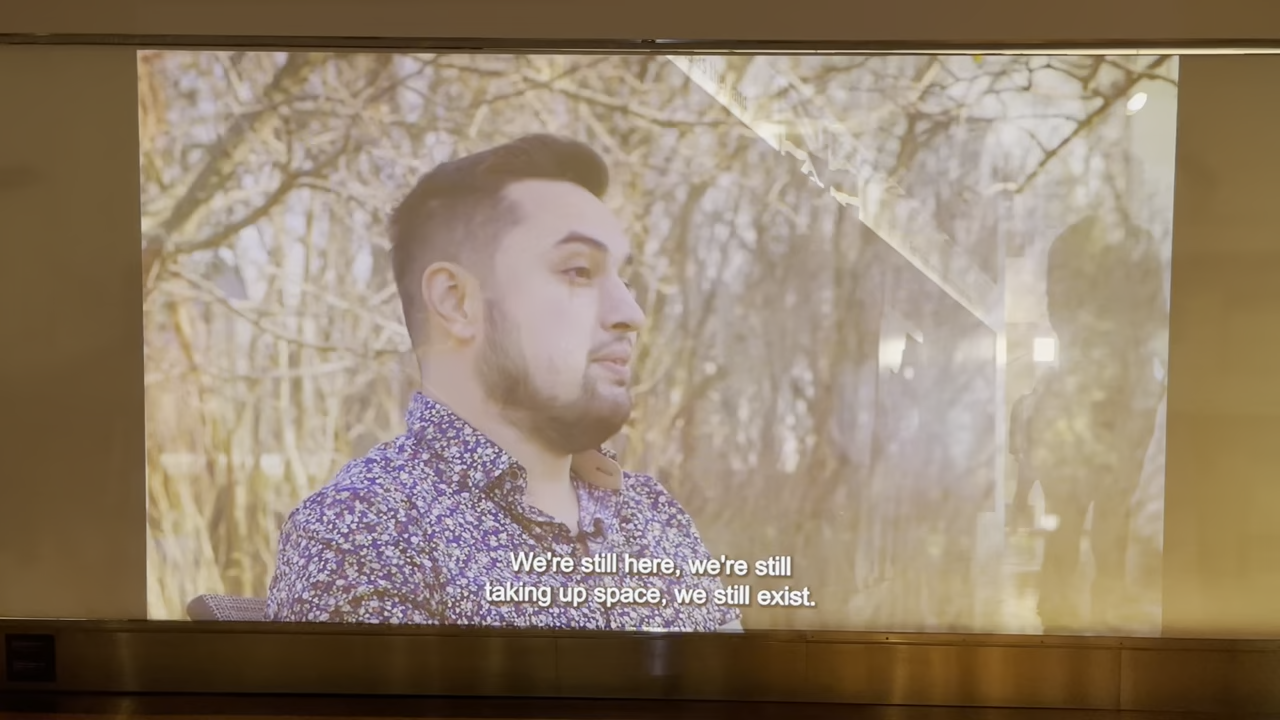 We're still here, we're still
taking up space, we still exist.